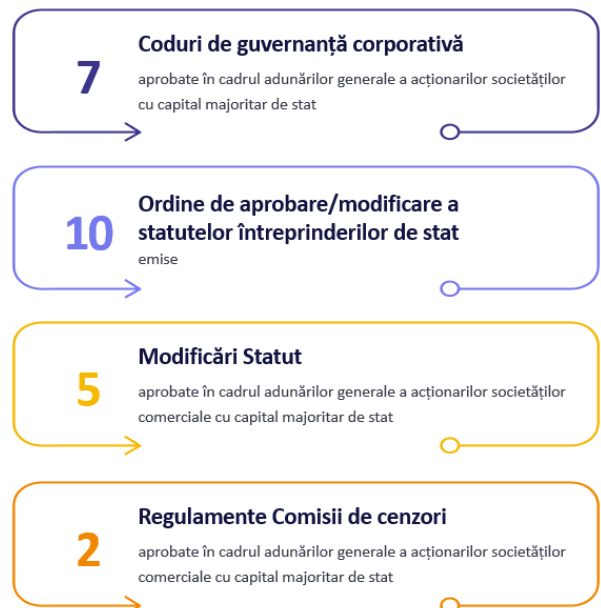 7
Coduri de guvernanță corporativă
aprobate în cadrul adunărilor generale a acționarilor societăților
cu capital majoritar de stat
10
Ordine de aprobare/modificare a
statutelor întreprinderilor de stat
emise
5
Modificări Statut
aprobate în cadrul adunărilor generale a acționarilor societăților
comerciale cu capital majoritar de stat
2
Regulamente Comisii de cenzori
aprobate în cadrul adunărilor generale a acționarilor societăților
comerciale cu capital majoritar de stat